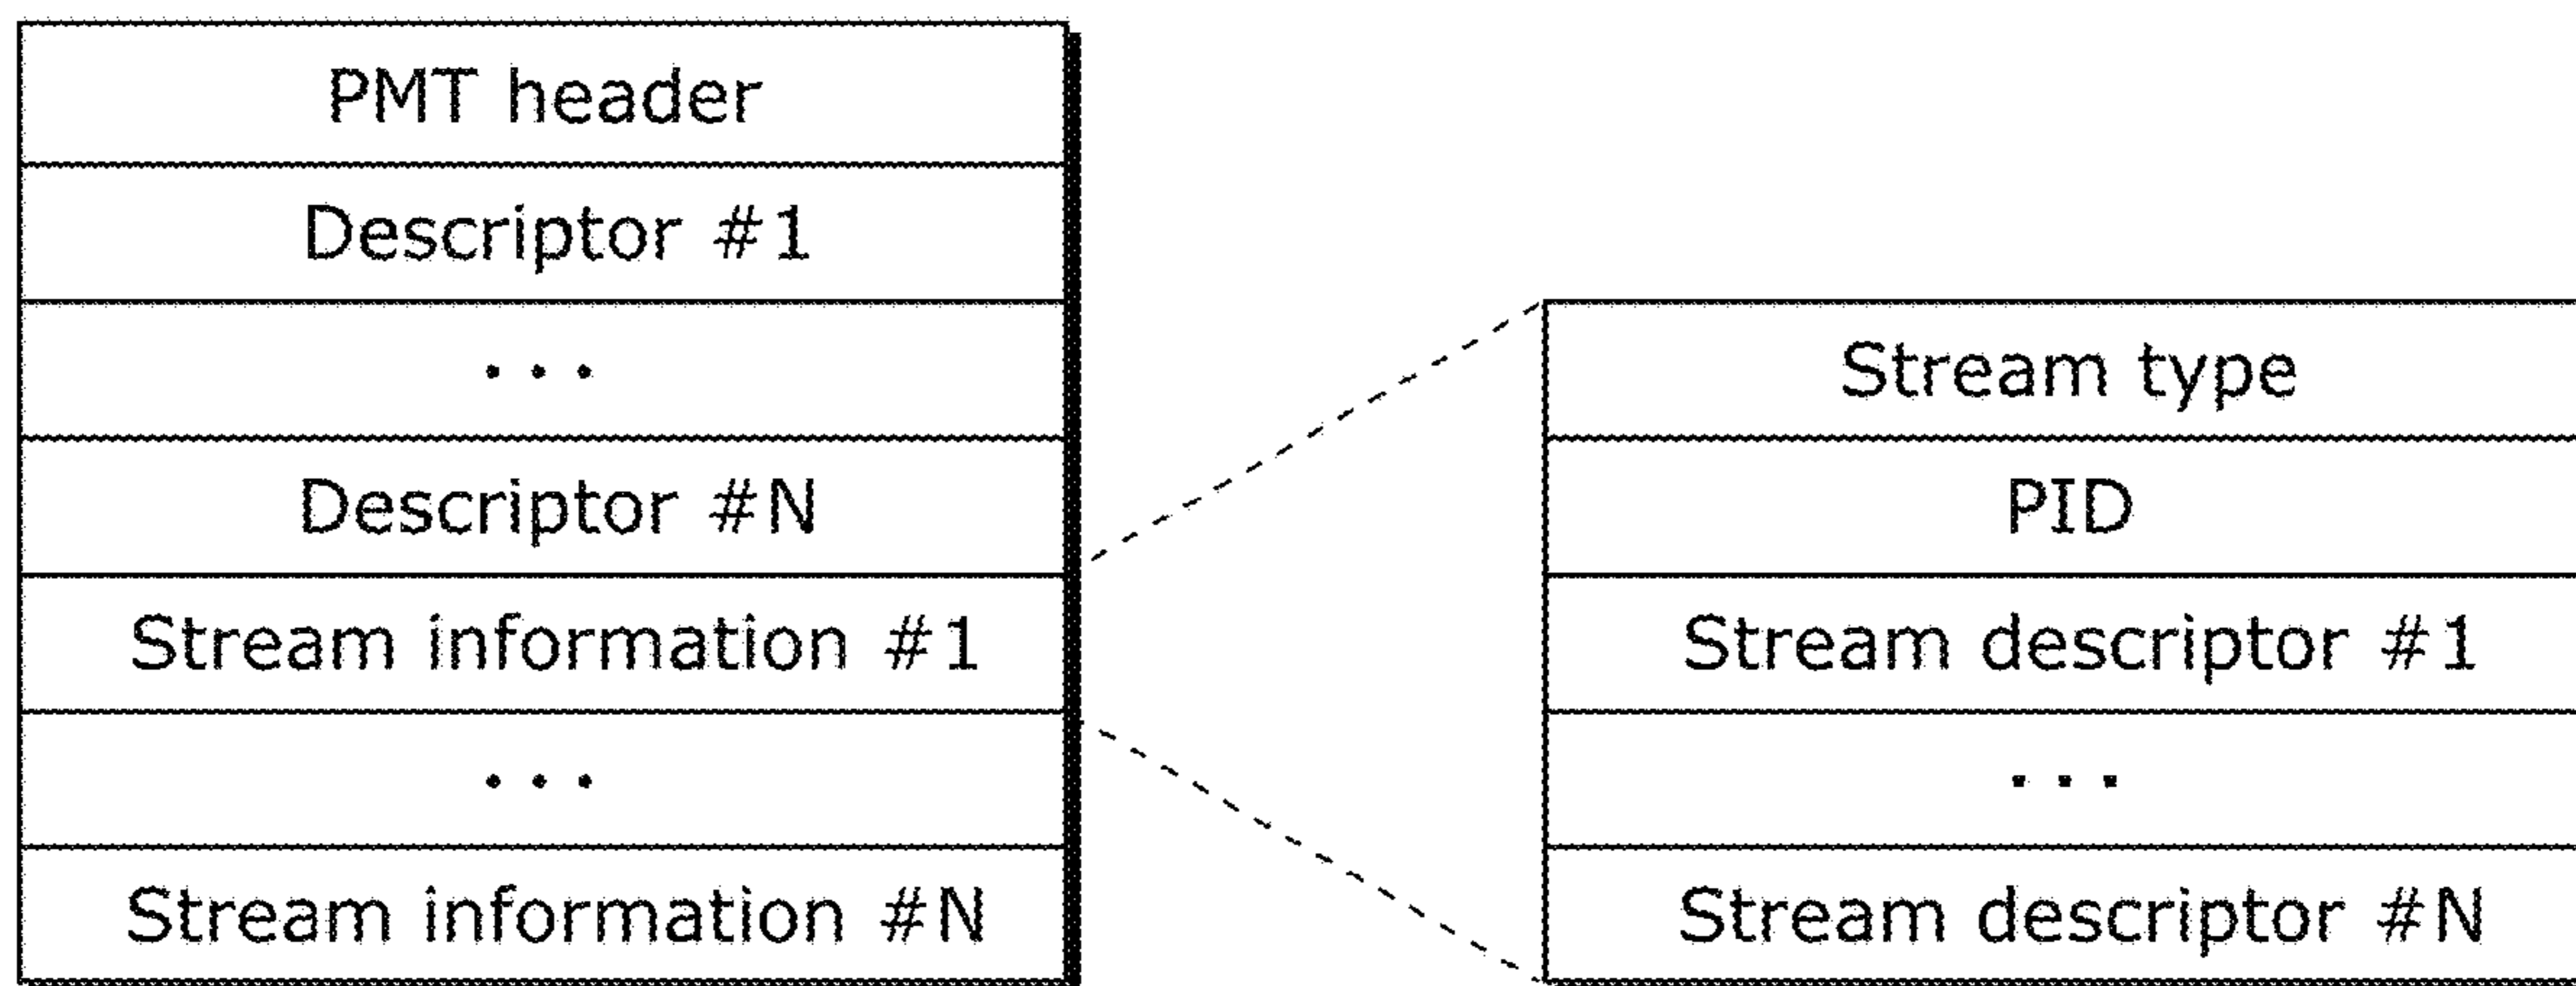 PMT header
Descriptor #1
...
Descriptor #N
Stream information #1
...
Stream information #N
Stream type
PID
Stream descriptor #1
...
Stream descriptor #N